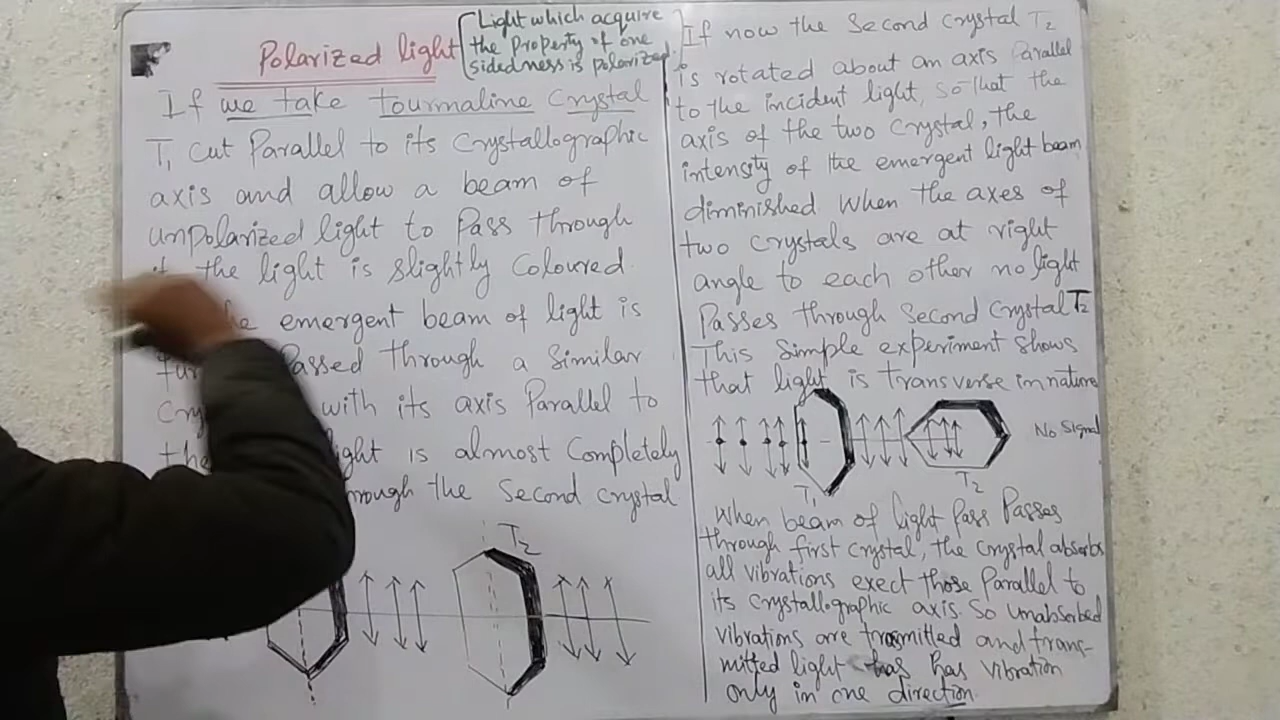 Polarized light
Light which acquire
the Property of one
sidedness is polarized.
If we take tourmaline Crystal
T1 Cut Parallel to its Crystallographic
axis and allow a beam of
unpolarized light to Pass through
the light is slightly Coloured.
emergent beam of light is
Passed through a Similar
with its axis Parallel to
light is almost Completely
through the Second Crystal
T2
If now the Second Crystal T2
is rotated about an axis Parallel
to the incident light, so that the
axis of the two Crystal, the
intensity of the emergent light beam
diminished When the axes of
two Crystals are at right
angle to each other no light
Passes through Second Crystal T2
This Simple experiment shows
that light is transverse in nature
No Signal
T1
T2
When beam of light Pass Passes
through first Crystal, the Crystal absorbs
all vibrations exect those Parallel to
its Crystallographic axis. So Unabsorbed
vibrations are trasmitted and trans-
mitted light has has Vibration
only in one direction.